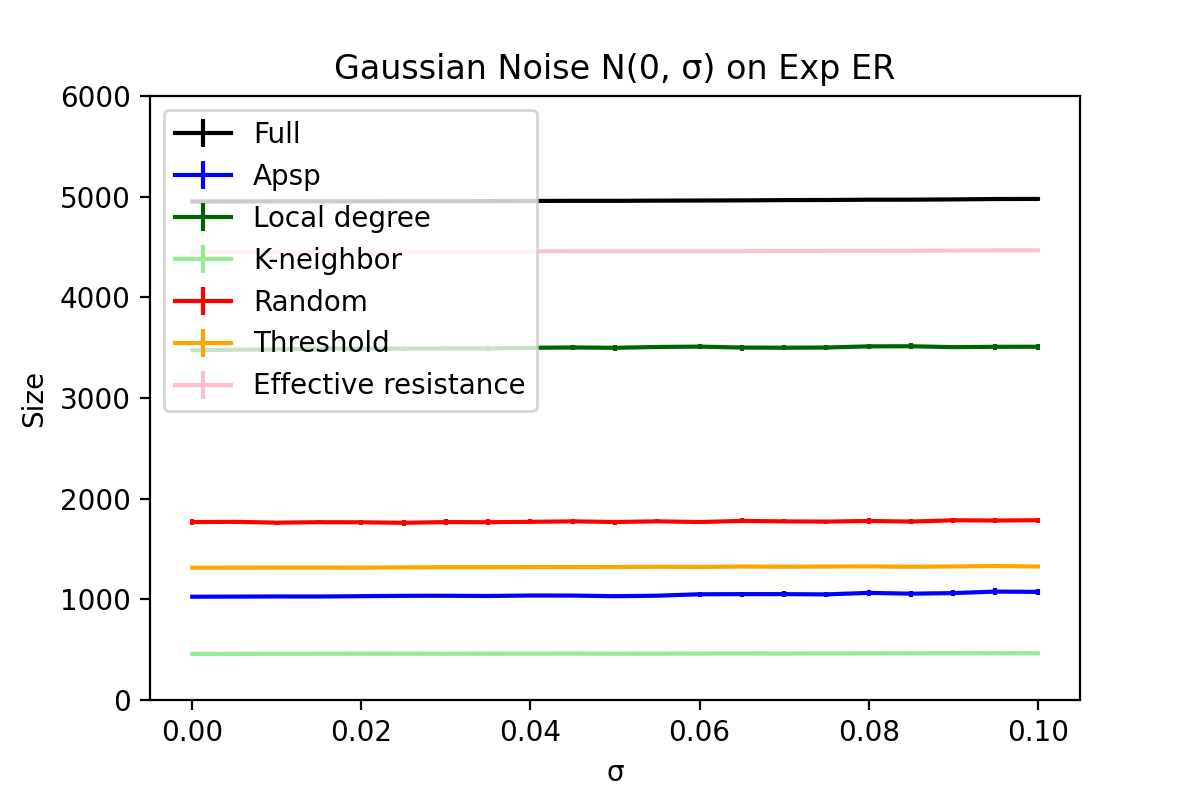 Gaussian Noise N(0, σ) on Exp ER
6000
5000
4000
3000
2000
1000
0
Size
Full
Apsp
Local degree
K-neighbor
Random
Threshold
Effective resistance
0.00 0.02 0.04 0.06 0.08 0.10
σ